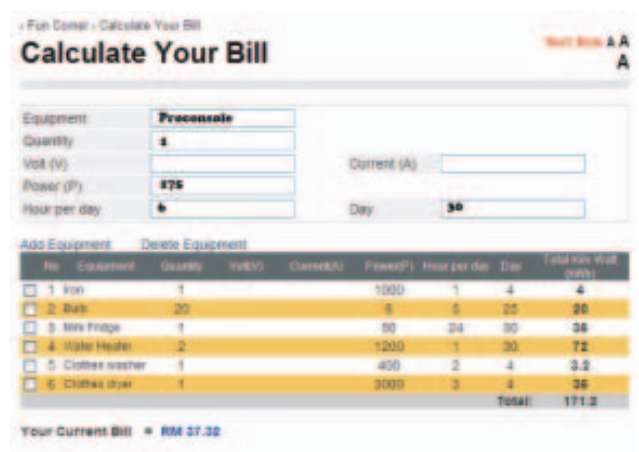 › Fun Corner › Calculate Your Bill
Calculate Your Bill
Text Size A A
A
Equipment Proconsole
Quantity 1
Volt (V) Current (A)
Power (P) 175
Hour per day 6 Day 30
Add Equipment Delete Equipment
No Equipment Quantity Volt(V) Current(A) Power(P) Hour per day Day Total Kilo Watt
(kWh)
1 Iron 1 1000 1 4 4
2 Bulb 20 6 5 25
3 Mini Fridge 1 50 24 30 36
4 Water Heater 2 1200 1 30 72
5 Clothes washer 1 400 2 4 3.2
6 Clothes dryer 1 3000 3 4 36
Total: 171.2
Your Current Bill = RM 37.32